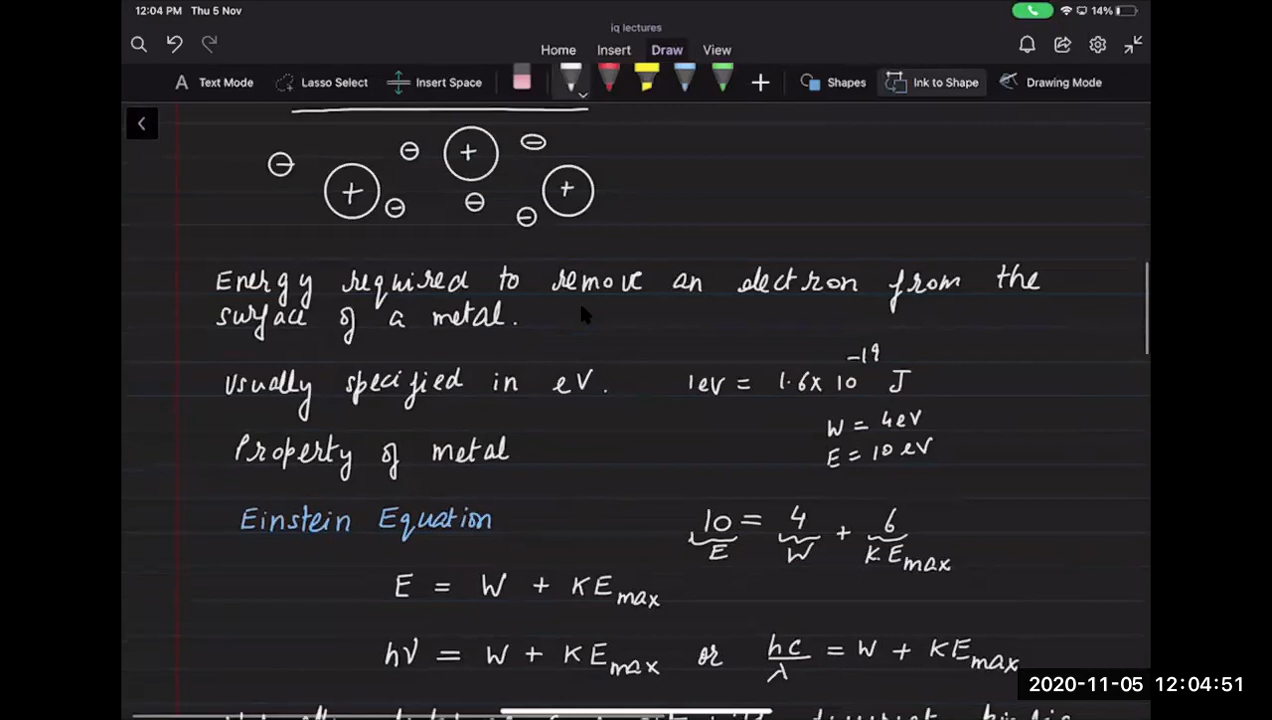 12:04 PM Thu 5 Nov
14%
iq lectures
Home Insert Draw View
Text Mode Lasso Select Insert Space Shapes Ink to Shape Drawing Mode
Energy required to remove an electron from the
surface of a metal.
Usually specified in eV. 1eV = 1.6x 10^-19 J
W = 4eV
E = 10 eV
Property of metal
Einstein Equation
10 = 4 + 6
E W K.Emax
E = W + KEmax
hν = W + KEmax or hc/λ = W + KEmax
2020-11-05 12:04:51